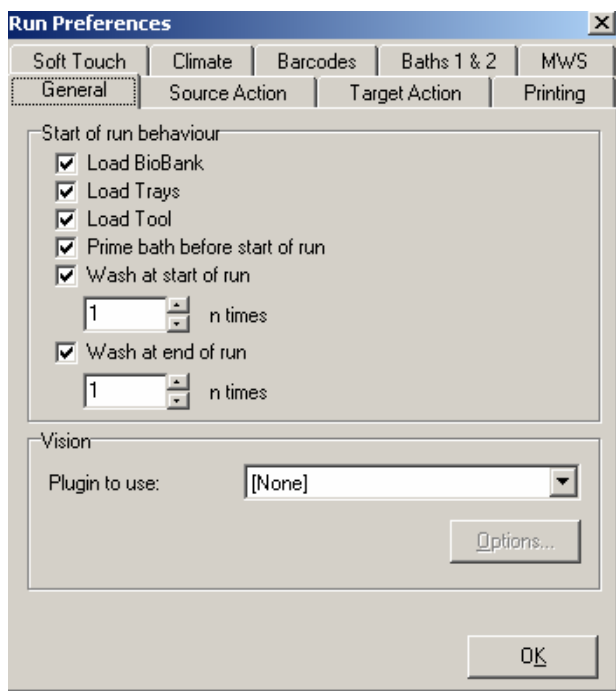 Run Preferences
Soft Touch Climate Barcodes Baths 1 & 2 MWS
General Source Action Target Action Printing
Start of run behaviour
Load BioBank
Load Trays
Load Tool
Prime bath before start of run
Wash at start of run
1 n times
Wash at end of run
1 n times
Vision
Plugin to use: [None]
Options...
OK